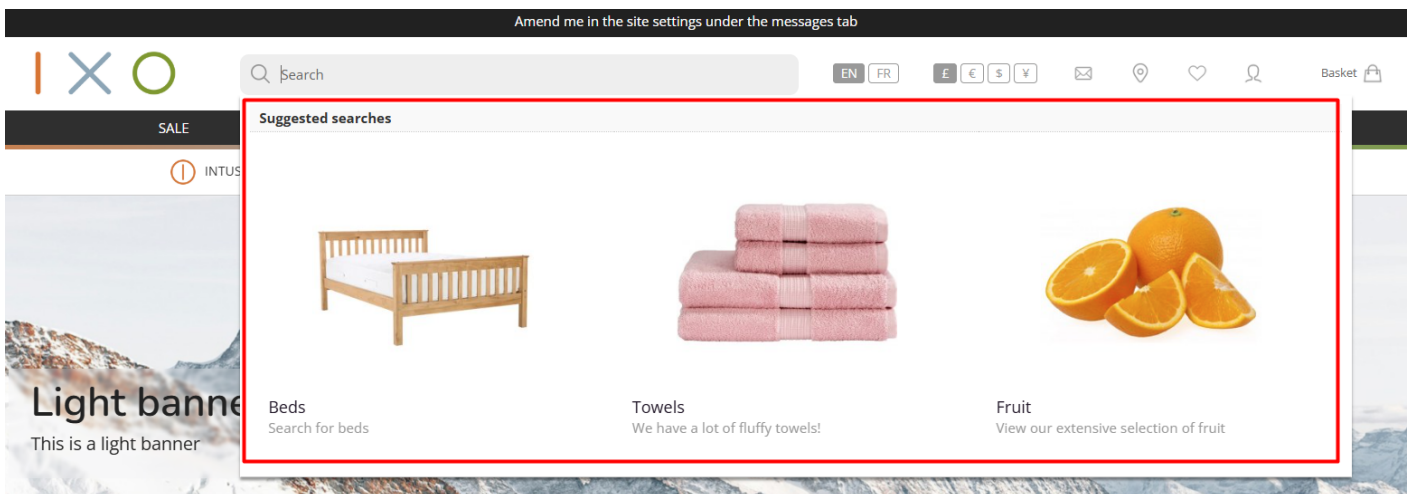 Amend me in the site settings under the messages tab
IXO
Search
EN FR
£ € $ ¥
Basket
SALE
Suggested searches
INTUS
Light banne
This is a light banner
Beds
Search for beds
Towels
We have a lot of fluffy towels!
Fruit
View our extensive selection of fruit